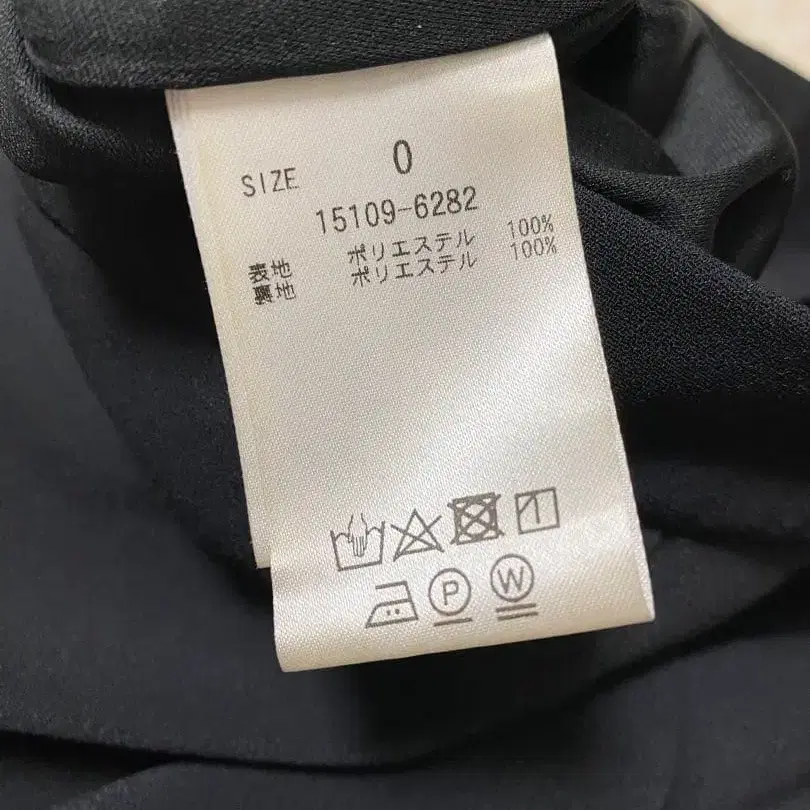 SIZE 0
15109-6282
表地 ポリエステル 100%
裏地 ポリエステル 100%
P W